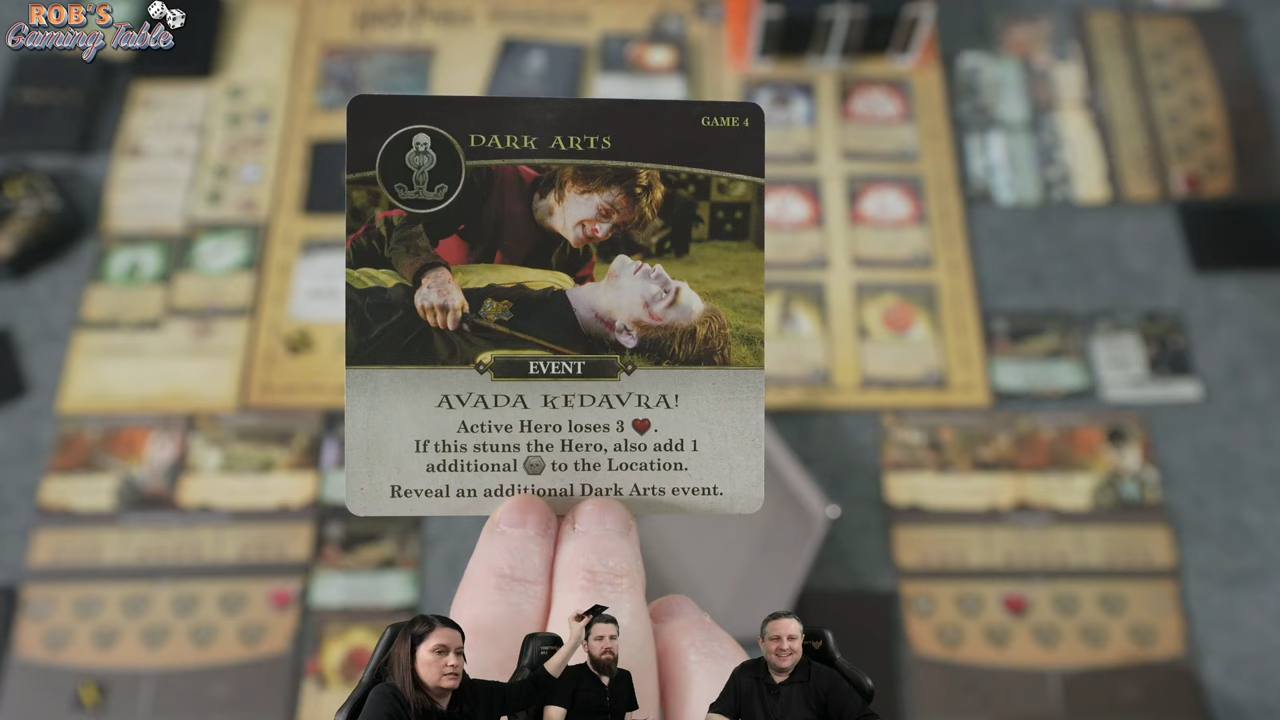 ROB'S
Gaming Table
GAME 4
DARK ARTS
EVENT
AVADA KEDAVRA!
Active Hero loses 3 .
If this stuns the Hero, also add 1
additional to the Location.
Reveal an additional Dark Arts event.